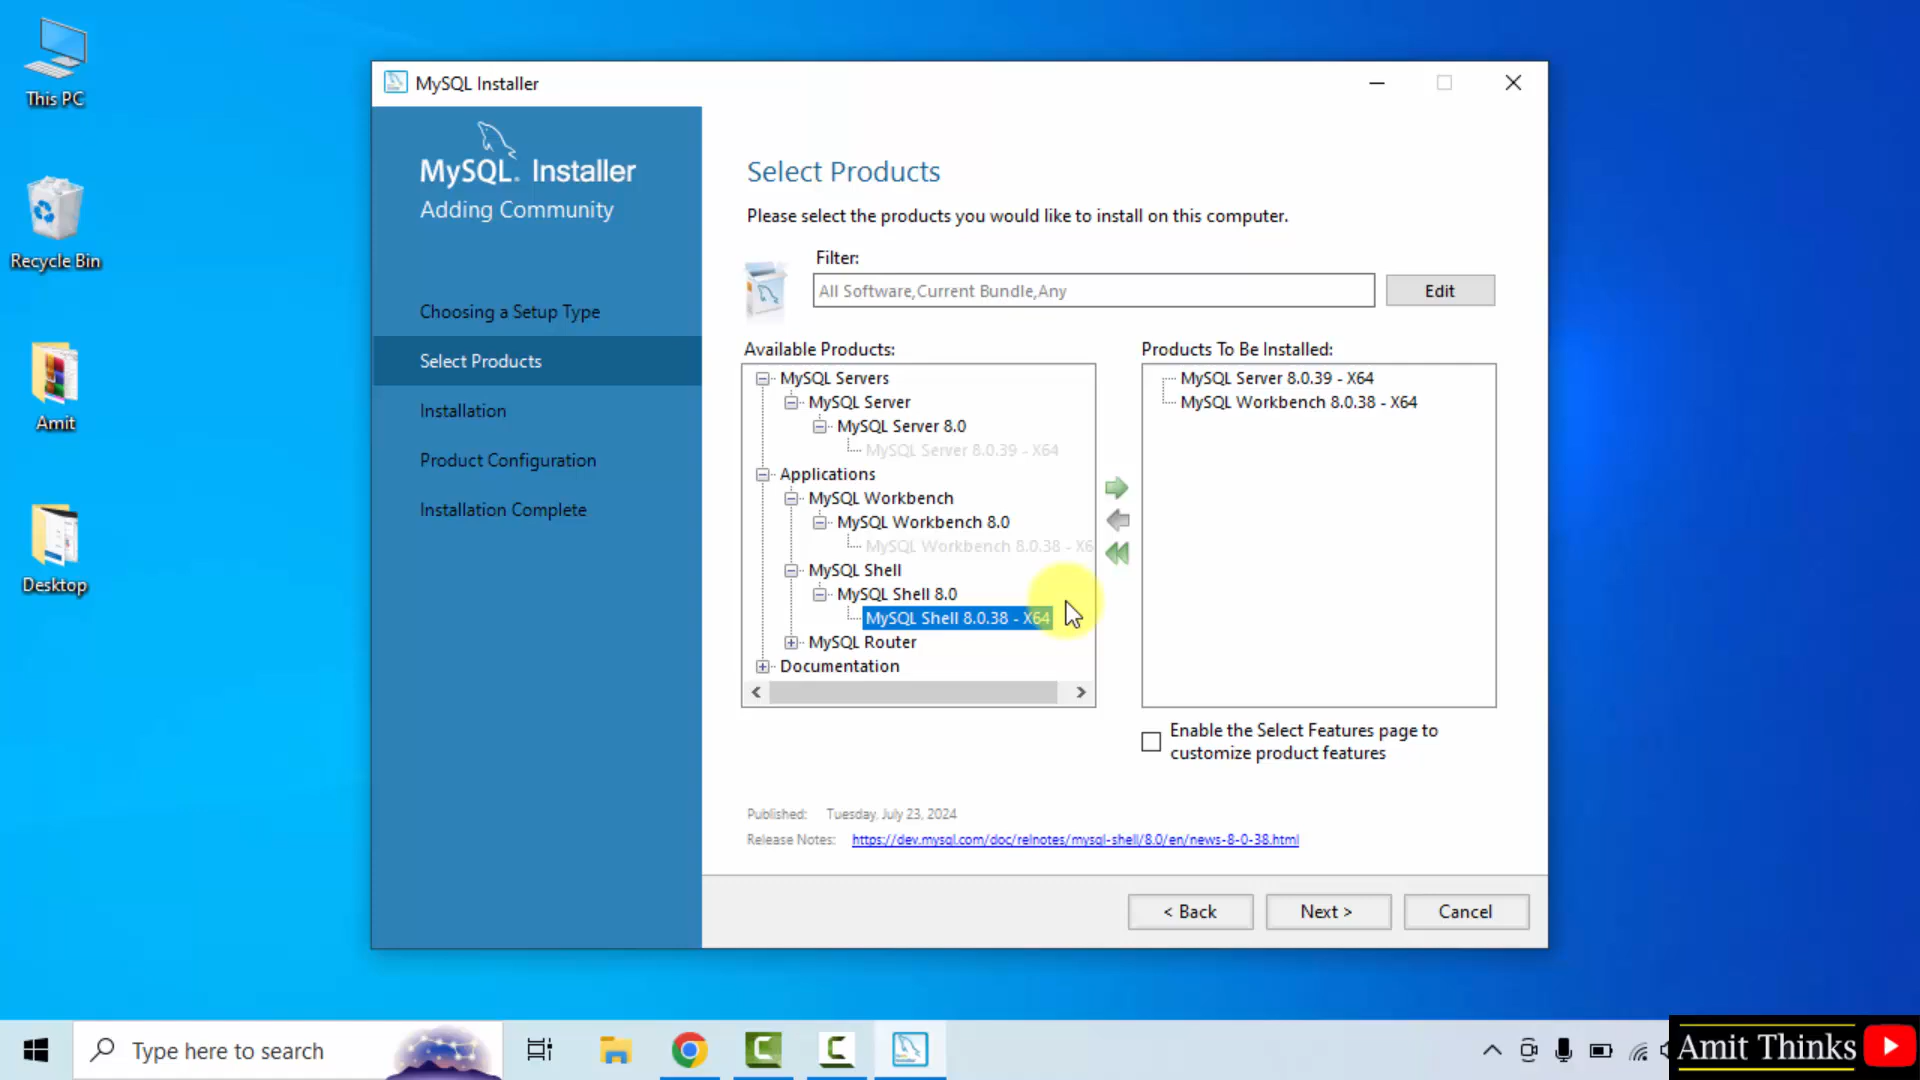 This PC
Recycle Bin
Amit
Desktop
MySQL Installer
MySQL. Installer
Adding Community
Choosing a Setup Type
Select Products
Installation
Product Configuration
Installation Complete
Select Products
Please select the products you would like to install on this computer.
Filter:
All Software,Current Bundle,Any
Edit
Available Products:
MySQL Servers
MySQL Server
MySQL Server 8.0
MySQL Server 8.0.39 - X64
Applications
MySQL Workbench
MySQL Workbench 8.0
MySQL Workbench 8.0.38 - X6
MySQL Shell
MySQL Shell 8.0
MySQL Shell 8.0.38 - X64
MySQL Router
Documentation
Products To Be Installed:
MySQL Server 8.0.39 - X64
MySQL Workbench 8.0.38 - X64
Enable the Select Features page to
customize product features
Published: Tuesday, July 23, 2024
Release Notes: https://dev.mysql.com/doc/relnotes/mysql-shell/8.0/en/news-8-0-38.html
< Back
Next >
Cancel
Type here to search
Amit Thinks